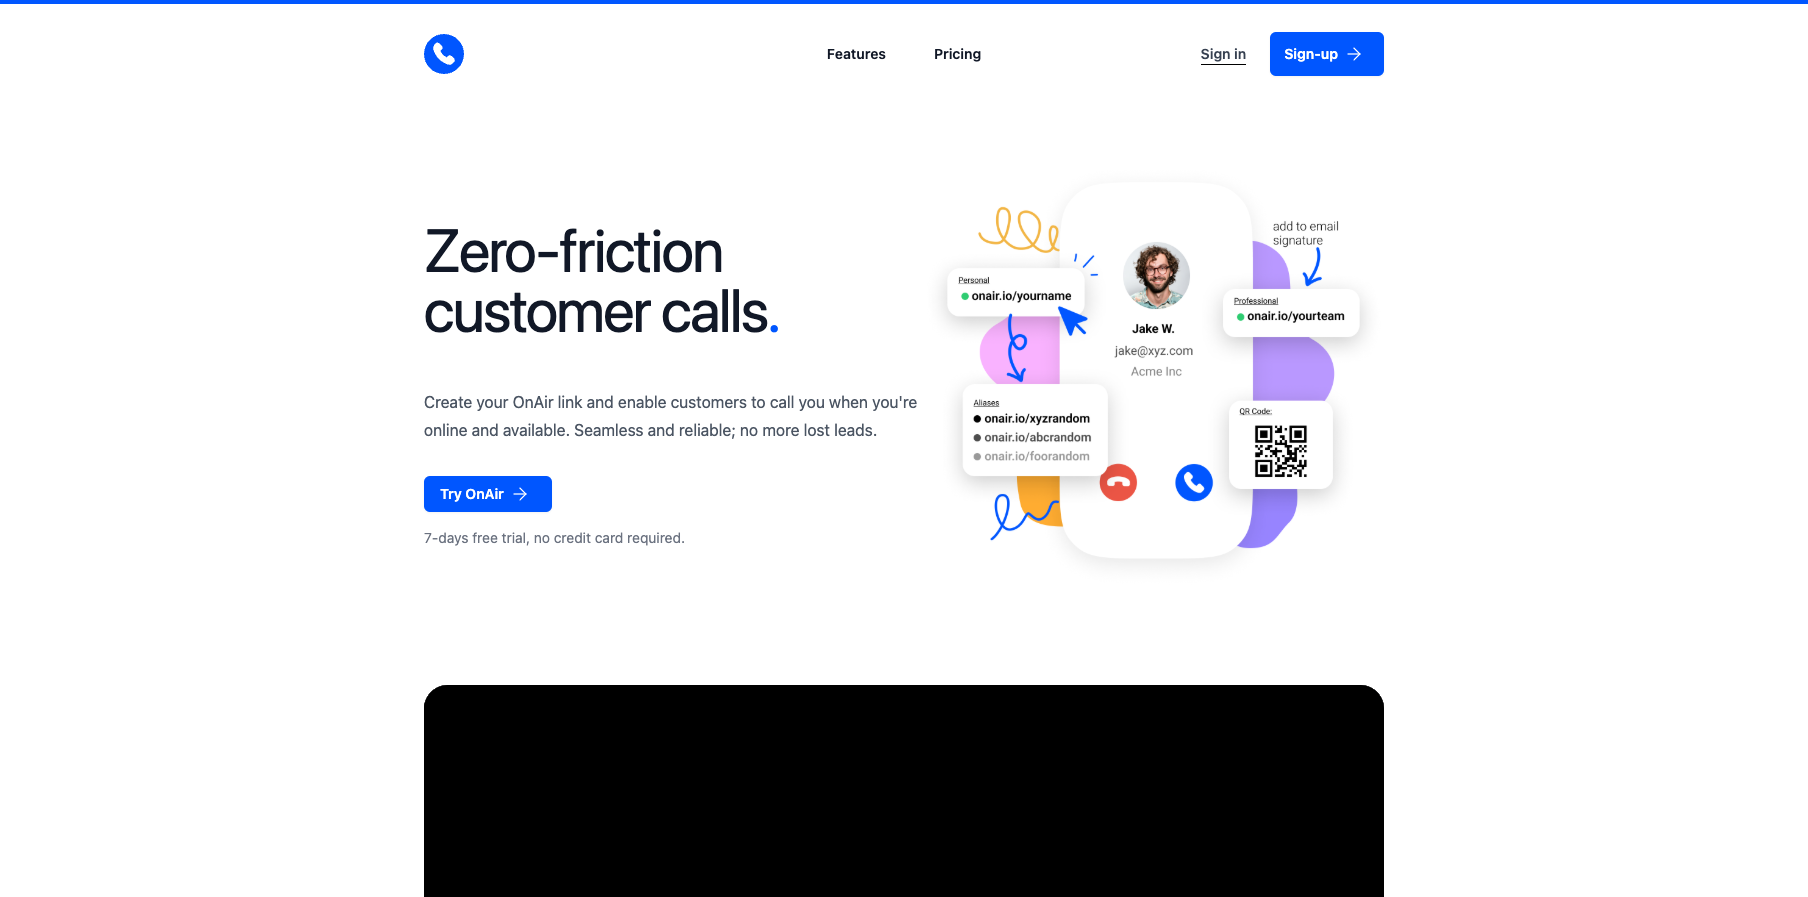 Features
Pricing
Sign in
Sign-up
Zero-friction
customer calls.
Create your OnAir link and enable customers to call you when you're
online and available. Seamless and reliable; no more lost leads.
Try OnAir
7-days free trial, no credit card required.
add to email
signature
Personal
onair.io/yourname
Professional
onair.io/yourteam
Jake W.
jake@xyz.com
Acme Inc
Aliases
onair.io/xyzrandom
onair.io/abcrandom
onair.io/foorandom
QR Code: